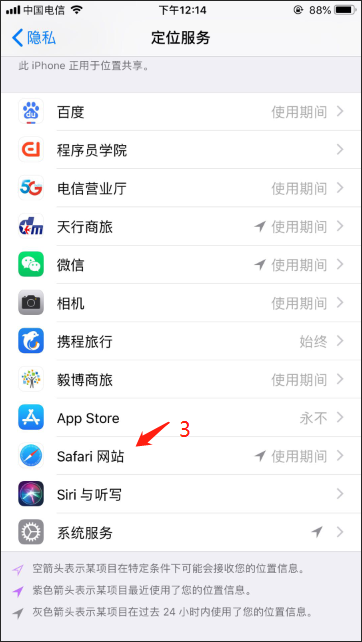 中国电信 下午12:14 88%
隐私 定位服务
此 iPhone 正用于位置共享。
百度 使用期间
程序员学院
电信营业厅 使用期间
天行商旅 使用期间
微信 使用期间
相机 使用期间
携程旅行 始终
毅博商旅 使用期间
App Store 永不
Safari 网站 3 使用期间
Siri 与听写
系统服务
空箭头表示某项目在特定条件下可能会接收您的位置信息。
紫色箭头表示某项目最近使用了您的位置信息。
灰色箭头表示某项目在过去 24 小时内使用了您的位置信息。